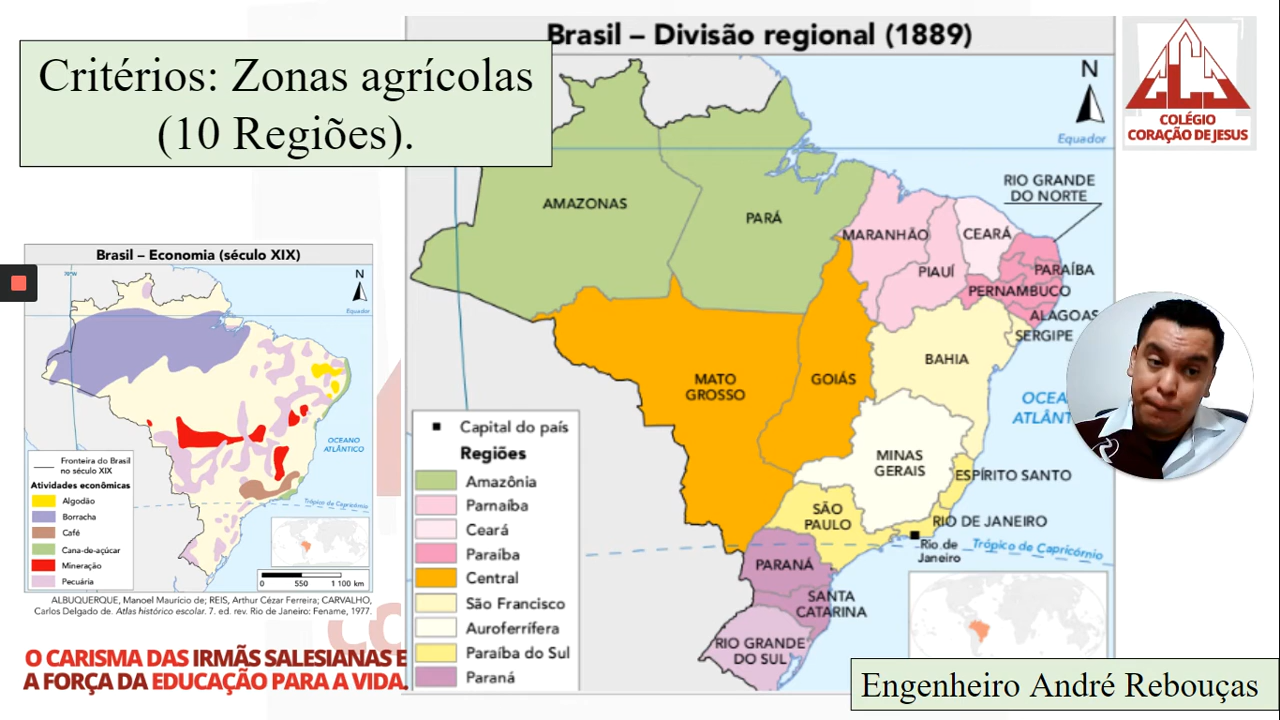 Critérios: Zonas agrícolas
(10 Regiões).
Brasil – Divisão regional (1889)
N
Equador
COLÉGIO
CORAÇÃO DE JESUS
RIO GRANDE
DO NORTE
AMAZONAS
PARÁ
MARANHÃO
CEARÁ
PIAUÍ
PARAÍBA
PERNAMBUCO
ALAGOAS
SERGIPE
BAHIA
MATO
GROSSO
GOIÁS
OCEA
ATLÂNT
MINAS
GERAIS
ESPÍRITO SANTO
SÃO
PAULO
RIO DE JANEIRO
Rio de
Janeiro
Trópico de Capricórnio
PARANÁ
SANTA
CATARINA
RIO GRANDE
DO SUL
Capital do país
Regiões
Amazônia
Parnaíba
Ceará
Paraíba
Central
São Francisco
Auroferrífera
Paraíba do Sul
Paraná
Brasil – Economia (século XIX)
70°W
N
Equador
OCEANO
ATLÂNTICO
Trópico de Capricórnio
Fronteira do Brasil
no século XIX
Atividades econômicas
Algodão
Borracha
Café
Cana-de-açúcar
Mineração
Pecuária
0 550 1 100 km
ALBUQUERQUE, Manoel Maurício de; REIS, Arthur Cézar Ferreira; CARVALHO,
Carlos Delgado de. Atlas histórico escolar. 7. ed. rev. Rio de Janeiro: Fename, 1977.
O CARISMA DAS IRMÃS SALESIANAS E
A FORÇA DA EDUCAÇÃO PARA A VIDA.
Engenheiro André Rebouças